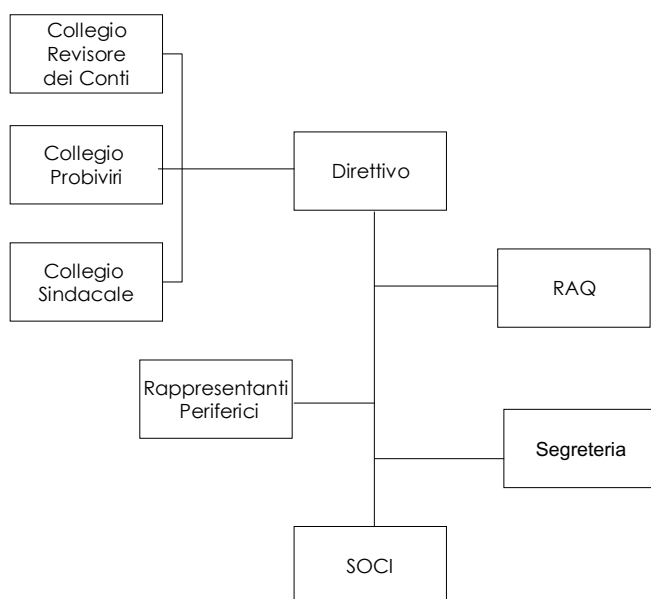 Collegio
Revisore
dei Conti
Collegio
Probiviri
Direttivo
Collegio
Sindacale
RAQ
Rappresentanti
Periferici
Segreteria
SOCI